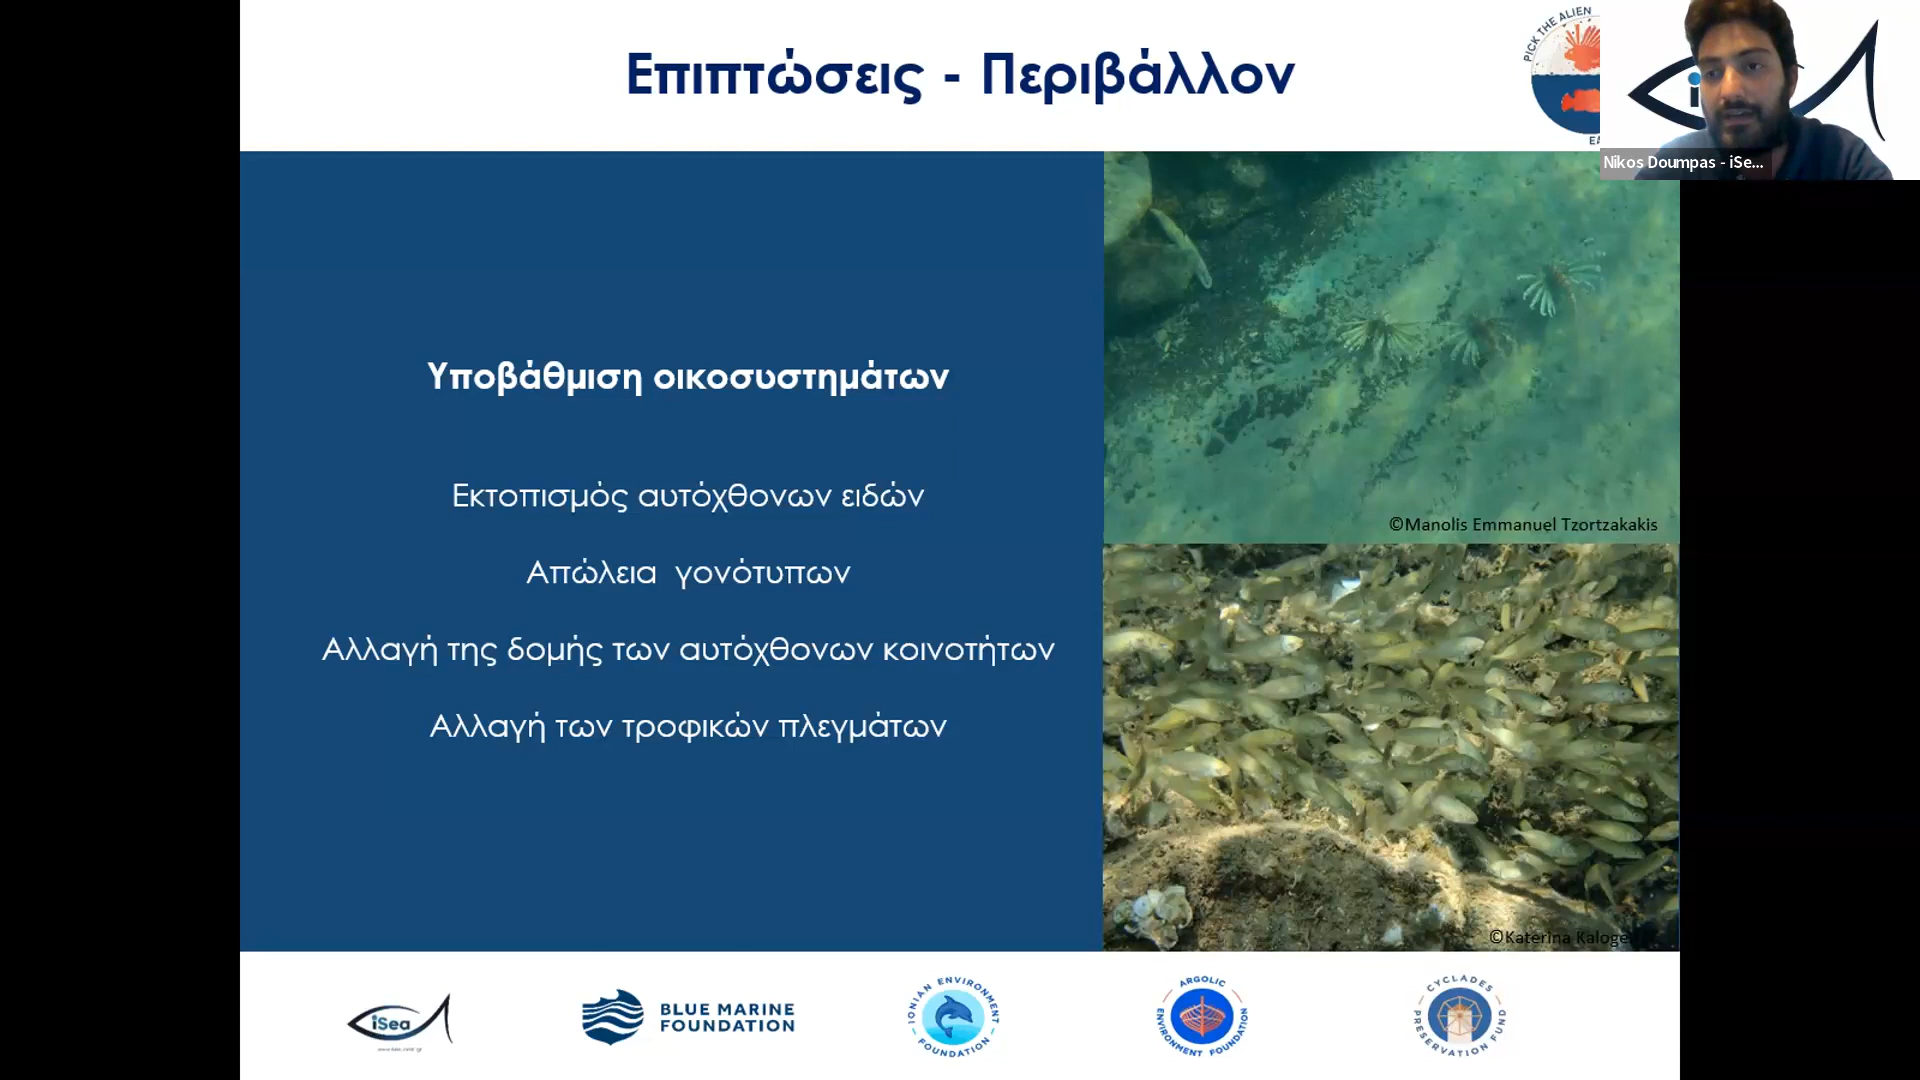 Επιπτώσεις - Περιβάλλον
PICK THE ALIEN
Nikos Doumpas - iSe...
Υποβάθμιση οικοσυστημάτων
Εκτοπισμός αυτόχθονων ειδών
Απώλεια γονότυπων
Αλλαγή της δομής των αυτόχθονων κοινοτήτων
Αλλαγή των τροφικών πλεγμάτων
©Manolis Emmanuel Tzortzakakis
©Katerina
iSea
BLUE MARINE
FOUNDATION
IONIAN ENVIRONMENT
FOUNDATION
ARGOLIC
ENVIRONMENT FOUNDATION
CYCLADES
PRESERVATION FUND